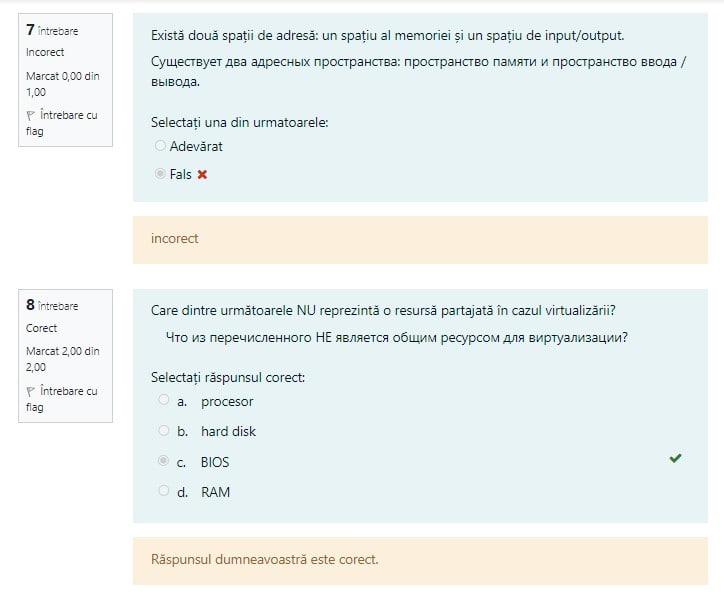 7 întrebare
Incorect
Marcat 0,00 din
1,00
Întrebare cu
flag
Există două spații de adresă: un spațiu al memoriei și un spațiu de input/output.
Существует два адресных пространства: пространство памяти и пространство ввода /
вывода.
Selectați una din urmatoarele:
Adevărat
Fals
incorect
8 întrebare
Corect
Marcat 2,00 din
2,00
Întrebare cu
flag
Care dintre următoarele NU reprezintă o resursă partajată în cazul virtualizării?
Что из перечисленного НЕ является общим ресурсом для виртуализации?
Selectați răspunsul corect:
a. procesor
b. hard disk
c. BIOS
d. RAM
Răspunsul dumneavoastră este corect.